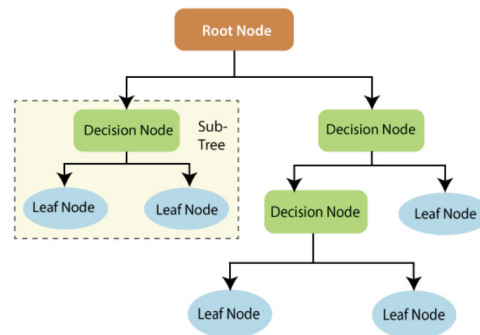 Root Node
Decision Node
Sub-
Tree
Decision Node
Leaf Node
Leaf Node
Decision Node
Leaf Node
Leaf Node
Leaf Node